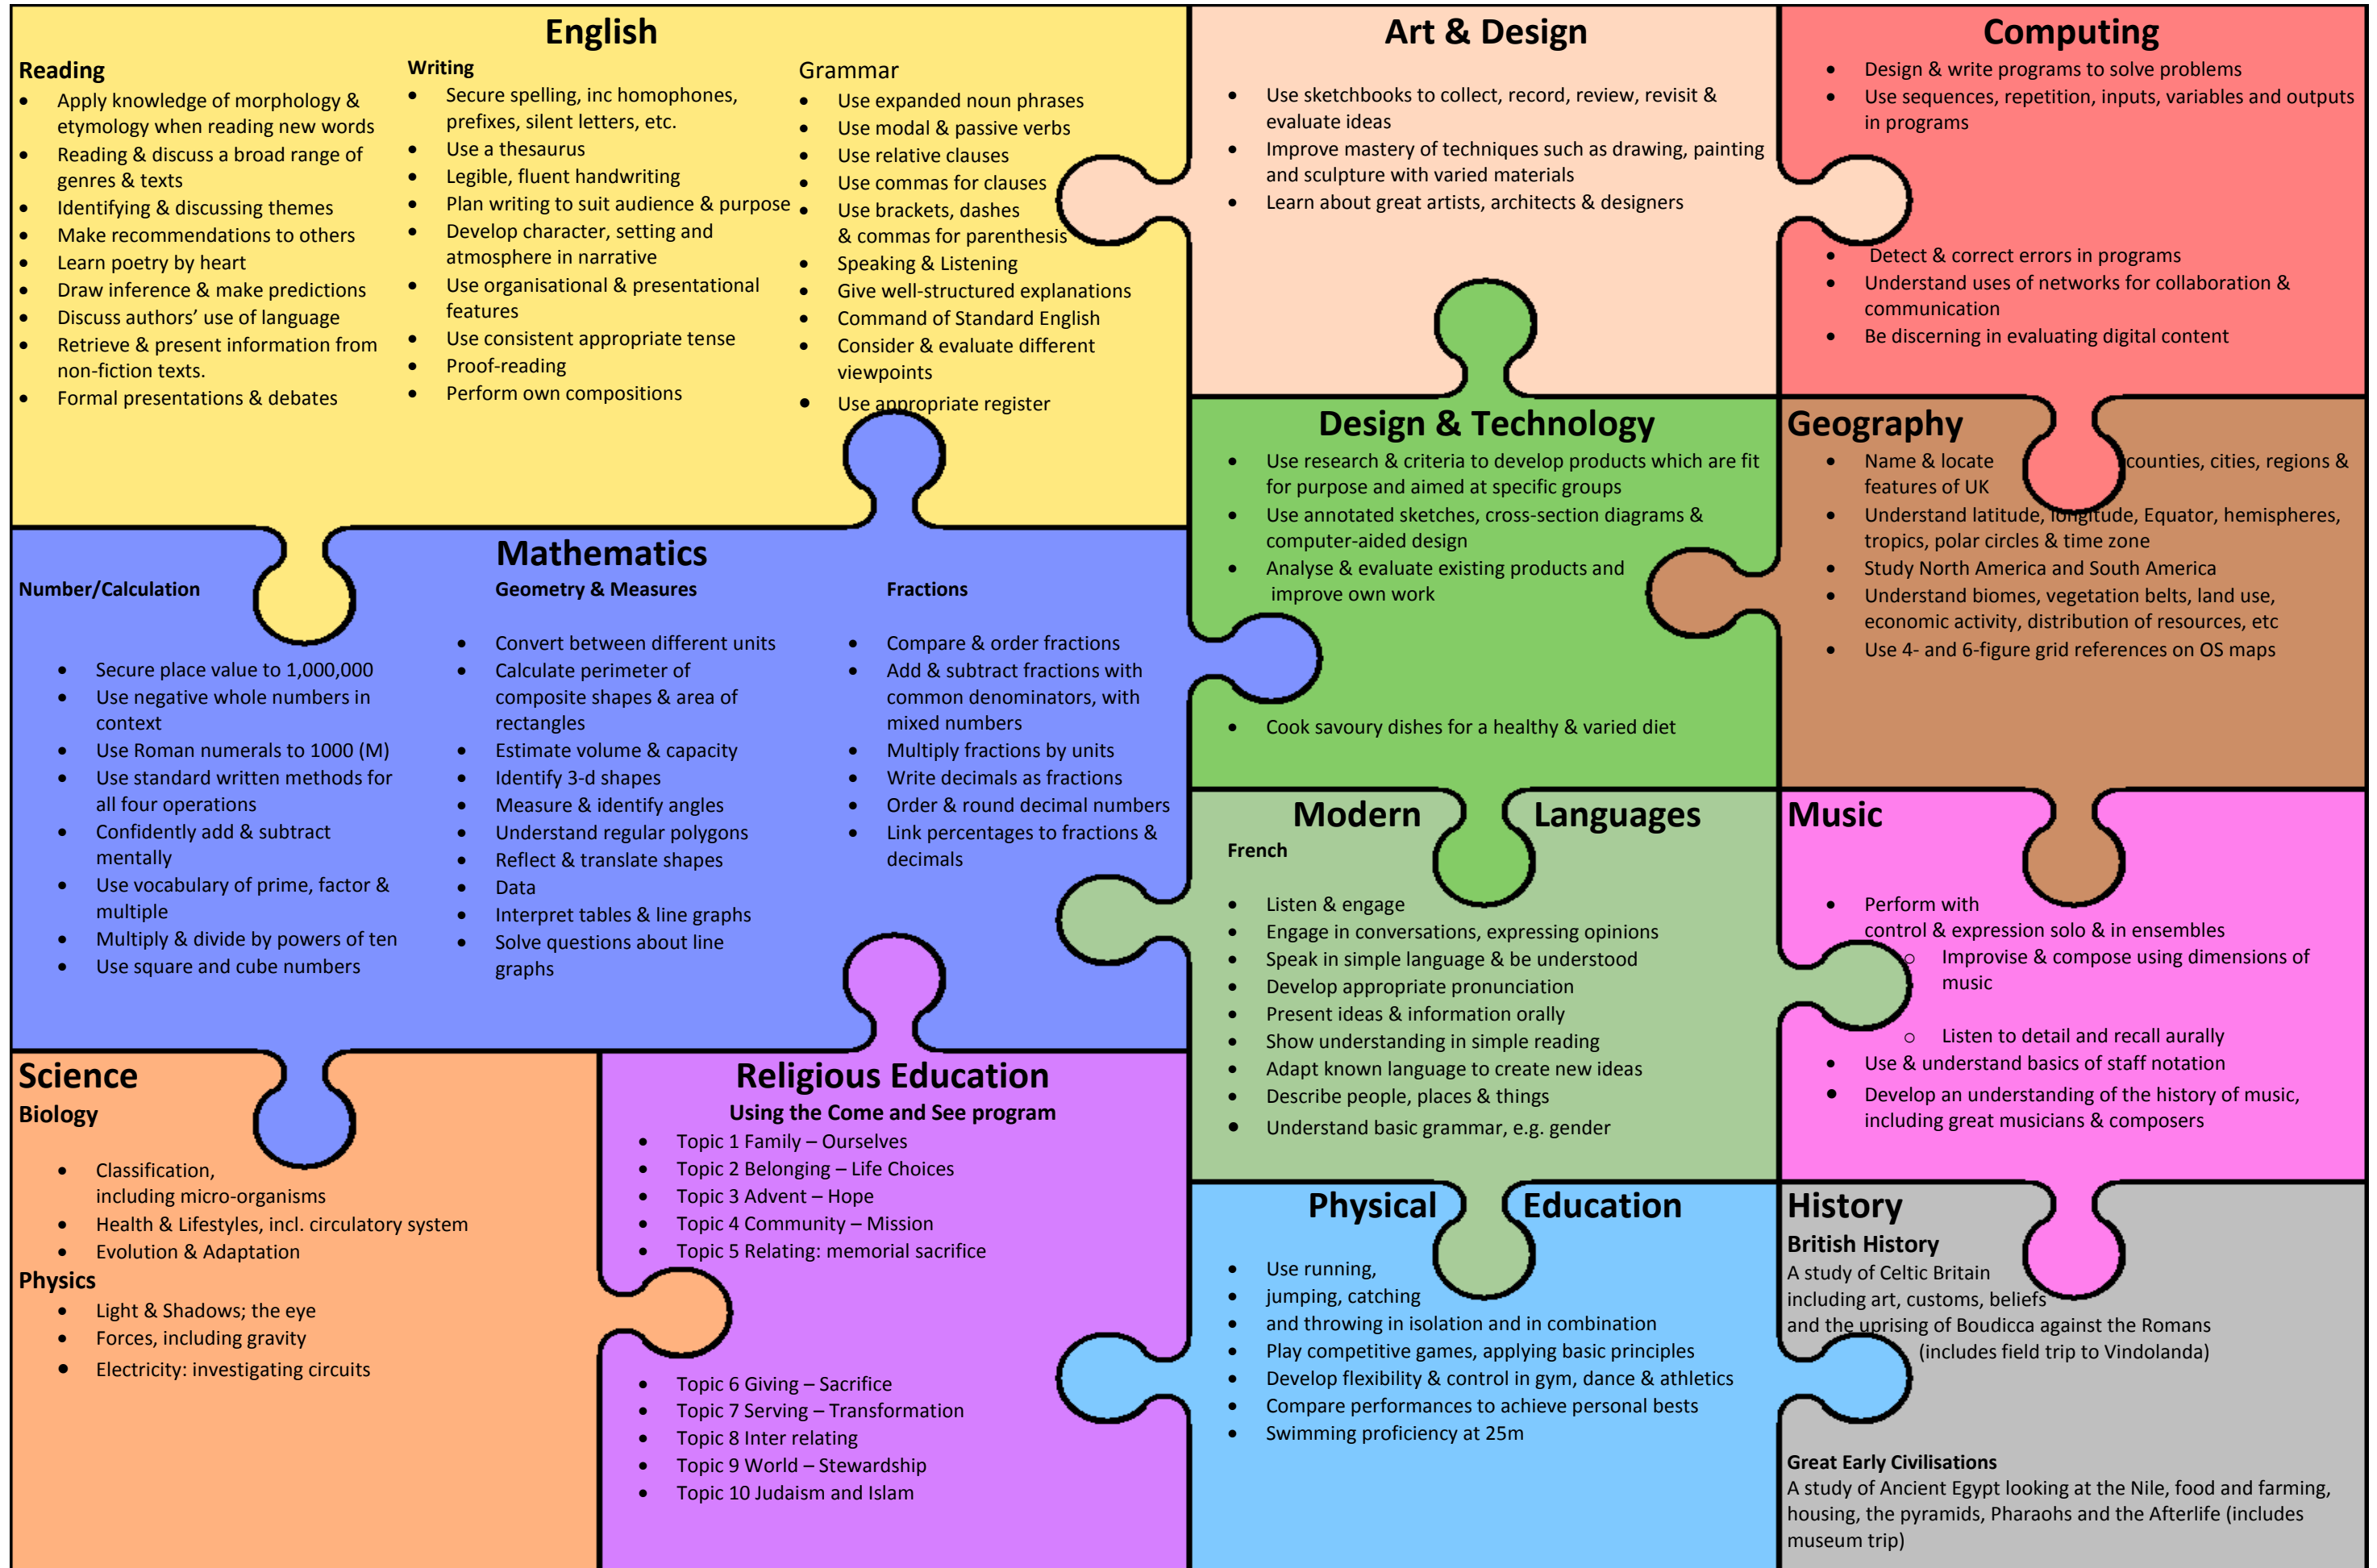 English
Reading
• Apply knowledge of morphology &
etymology when reading new words
• Reading & discuss a broad range of
genres & texts
• Identifying & discussing themes
• Make recommendations to others
• Learn poetry by heart
• Draw inference & make predictions
• Discuss authors’ use of language
• Retrieve & present information from
non-fiction texts.
• Formal presentations & debates
Writing
• Secure spelling, inc homophones,
prefixes, silent letters, etc.
• Use a thesaurus
• Legible, fluent handwriting
• Plan writing to suit audience & purpose
• Develop character, setting and
atmosphere in narrative
• Use organisational & presentational
features
• Use consistent appropriate tense
• Proof-reading
• Perform own compositions
Grammar
• Use expanded noun phrases
• Use modal & passive verbs
• Use relative clauses
• Use commas for clauses
• Use brackets, dashes
& commas for parenthesis
• Speaking & Listening
• Give well-structured explanations
• Command of Standard English
• Consider & evaluate different
viewpoints
• Use appropriate register
Art & Design
• Use sketchbooks to collect, record, review, revisit &
evaluate ideas
• Improve mastery of techniques such as drawing, painting
and sculpture with varied materials
• Learn about great artists, architects & designers
Computing
• Design & write programs to solve problems
• Use sequences, repetition, inputs, variables and outputs
in programs
• Detect & correct errors in programs
• Understand uses of networks for collaboration &
communication
• Be discerning in evaluating digital content
Design & Technology
• Use research & criteria to develop products which are fit
for purpose and aimed at specific groups
• Use annotated sketches, cross-section diagrams &
computer-aided design
• Analyse & evaluate existing products and
improve own work
• Cook savoury dishes for a healthy & varied diet
Geography
• Name & locate counties, cities, regions &
features of UK
• Understand latitude, longitude, Equator, hemispheres,
tropics, polar circles & time zone
• Study North America and South America
• Understand biomes, vegetation belts, land use,
economic activity, distribution of resources, etc
• Use 4- and 6-figure grid references on OS maps
Mathematics
Number/Calculation
• Secure place value to 1,000,000
• Use negative whole numbers in
context
• Use Roman numerals to 1000 (M)
• Use standard written methods for
all four operations
• Confidently add & subtract
mentally
• Use vocabulary of prime, factor &
multiple
• Multiply & divide by powers of ten
• Use square and cube numbers
Geometry & Measures
• Convert between different units
• Calculate perimeter of
composite shapes & area of
rectangles
• Estimate volume & capacity
• Identify 3-d shapes
• Measure & identify angles
• Understand regular polygons
• Reflect & translate shapes
• Data
• Interpret tables & line graphs
• Solve questions about line
graphs
Fractions
• Compare & order fractions
• Add & subtract fractions with
common denominators, with
mixed numbers
• Multiply fractions by units
• Write decimals as fractions
• Order & round decimal numbers
• Link percentages to fractions &
decimals
Modern Languages
French
• Listen & engage
• Engage in conversations, expressing opinions
• Speak in simple language & be understood
• Develop appropriate pronunciation
• Present ideas & information orally
• Show understanding in simple reading
• Adapt known language to create new ideas
• Describe people, places & things
• Understand basic grammar, e.g. gender
Music
• Perform with
control & expression solo & in ensembles
o Improvise & compose using dimensions of
music
o Listen to detail and recall aurally
• Use & understand basics of staff notation
• Develop an understanding of the history of music,
including great musicians & composers
Science
Biology
• Classification,
including micro-organisms
• Health & Lifestyles, incl. circulatory system
• Evolution & Adaptation
Physics
• Light & Shadows; the eye
• Forces, including gravity
• Electricity: investigating circuits
Religious Education
Using the Come and See program
• Topic 1 Family – Ourselves
• Topic 2 Belonging – Life Choices
• Topic 3 Advent – Hope
• Topic 4 Community – Mission
• Topic 5 Relating: memorial sacrifice
• Topic 6 Giving – Sacrifice
• Topic 7 Serving – Transformation
• Topic 8 Inter relating
• Topic 9 World – Stewardship
• Topic 10 Judaism and Islam
Physical Education
• Use running,
• jumping, catching
• and throwing in isolation and in combination
• Play competitive games, applying basic principles
• Develop flexibility & control in gym, dance & athletics
• Compare performances to achieve personal bests
• Swimming proficiency at 25m
History
British History
A study of Celtic Britain
including art, customs, beliefs
and the uprising of Boudicca against the Romans
(includes field trip to Vindolanda)
Great Early Civilisations
A study of Ancient Egypt looking at the Nile, food and farming,
housing, the pyramids, Pharaohs and the Afterlife (includes
museum trip)